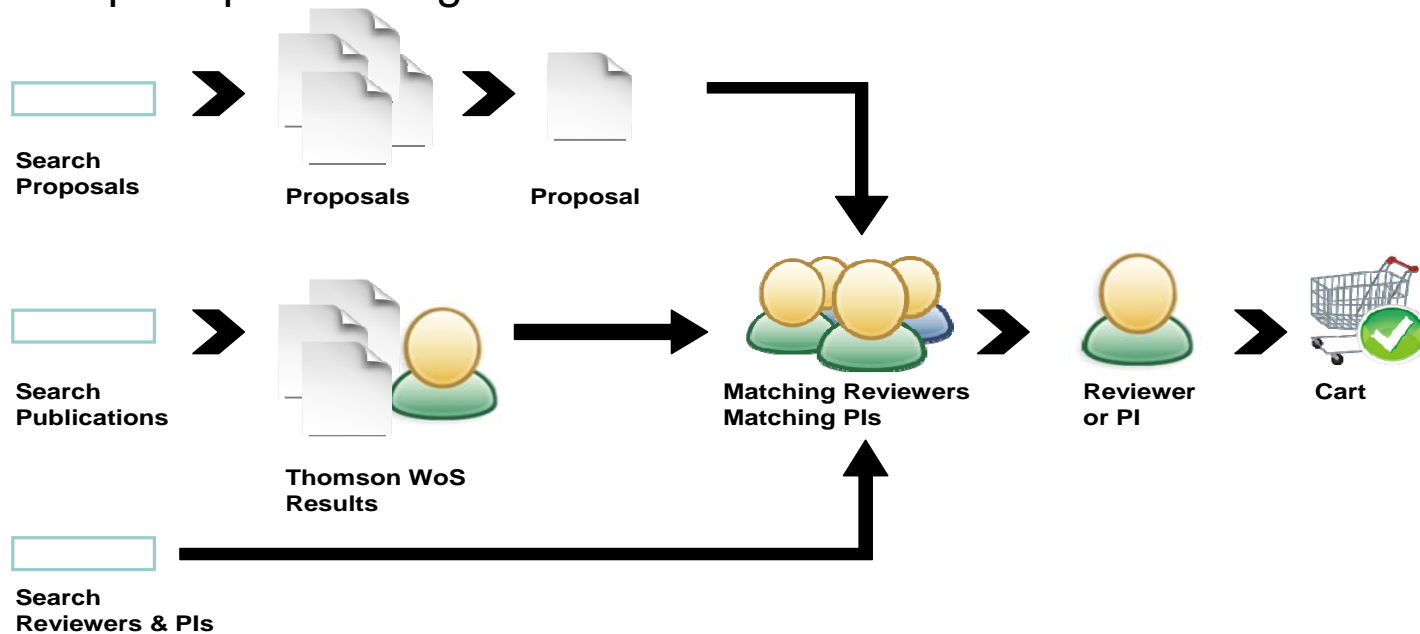 Search
Proposals
Proposals
Proposal
Search
Publications
Thomson WoS
Results
Matching Reviewers
Matching PIs
Reviewer
or PI
Cart
Search
Reviewers & PIs